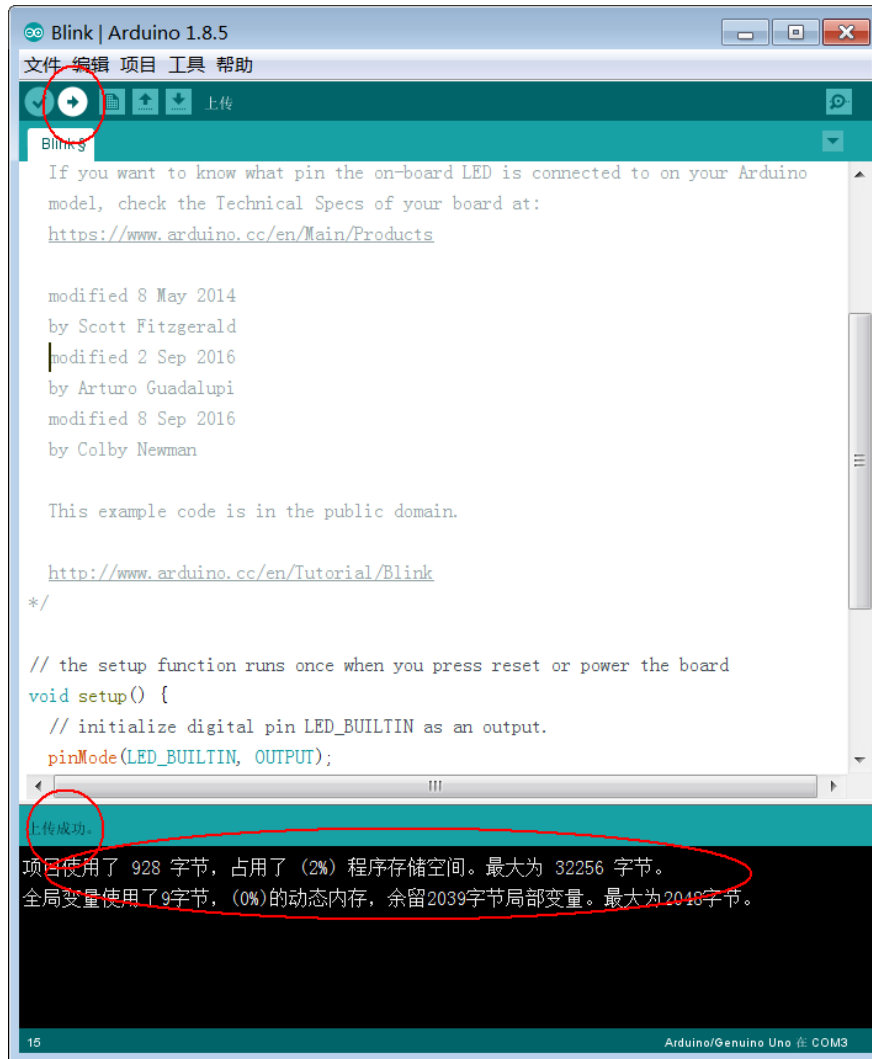 Blink | Arduino 1.8.5
文件 编辑 项目 工具 帮助
上传
Blink§
If you want to know what pin the on-board LED is connected to on your Arduino
model, check the Technical Specs of your board at:
https://www.arduino.cc/en/Main/Products
modified 8 May 2014
by Scott Fitzgerald
modified 2 Sep 2016
by Arturo Guadalupi
modified 8 Sep 2016
by Colby Newman
This example code is in the public domain.
http://www.arduino.cc/en/Tutorial/Blink
*/
// the setup function runs once when you press reset or power the board
void setup() {
// initialize digital pin LED_BUILTIN as an output.
pinMode(LED_BUILTIN, OUTPUT);
上传成功。
项目使用了 928 字节，占用了 (2%) 程序存储空间。最大为 32256 字节。
全局变量使用了9字节，(0%)的动态内存，余留2039字节局部变量。最大为2048字节。
15
Arduino/Genuino Uno 在 COM3